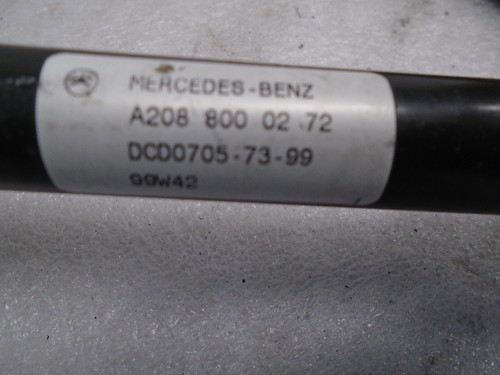 MERCEDES-BENZ
A208 800 02 72
DCD0705-73-99
99W42